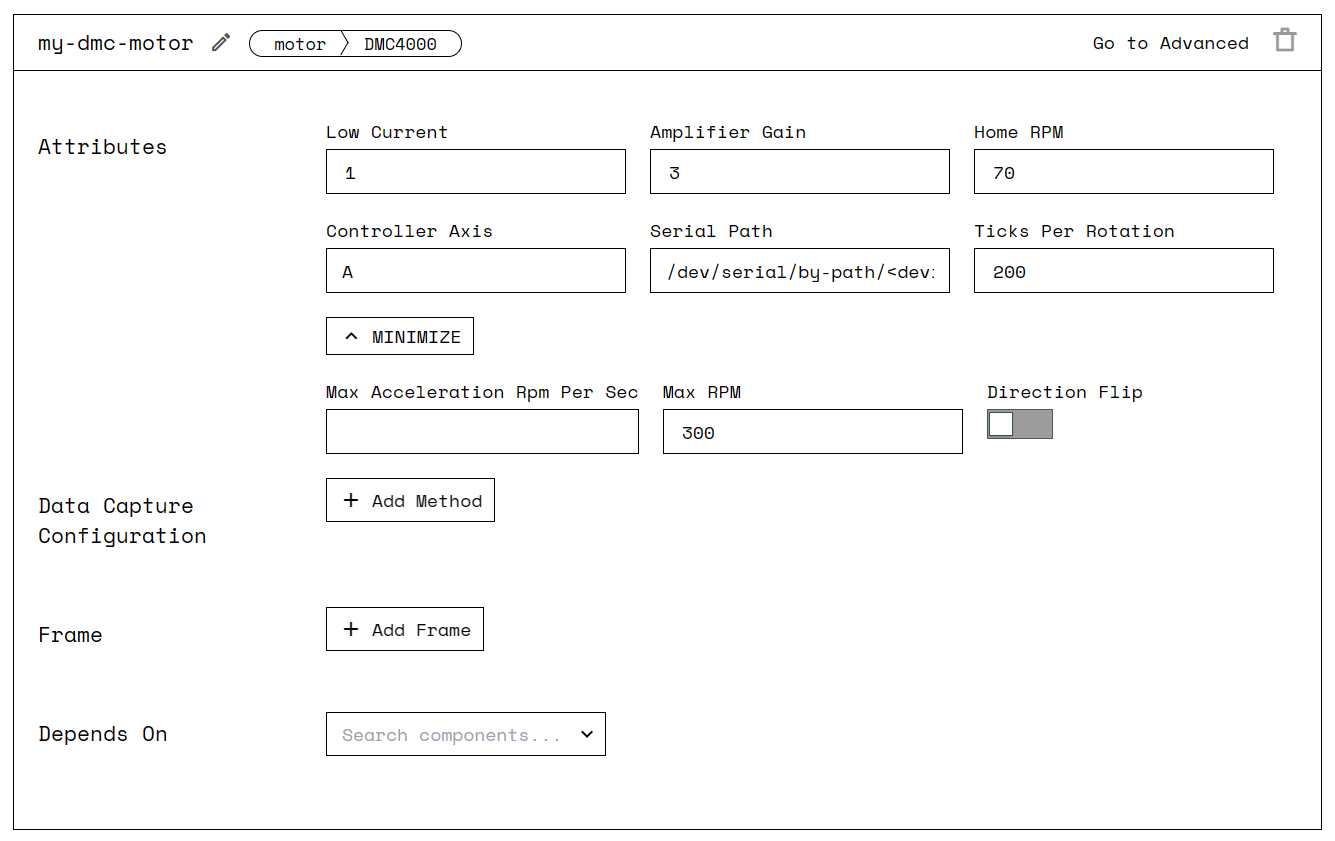 my-dmc-motor motor DMC4000 Go to Advanced
Attributes
Low Current Amplifier Gain Home RPM
1 3 70
Controller Axis Serial Path Ticks Per Rotation
A /dev/serial/by-path/<devi 200
MINIMIZE
Max Acceleration Rpm Per Sec Max RPM Direction Flip
300
Data Capture
Configuration
+ Add Method
Frame
+ Add Frame
Depends On
Search components...